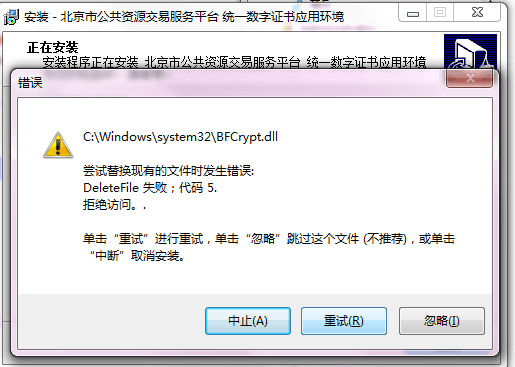 安装 - 北京市公共资源交易服务平台 统一数字证书应用环境
正在安装
安装程序正在安装 北京市公共资源交易服务平台 统一数字证书应用环境
错误
C:\Windows\system32\BFCrypt.dll
尝试替换现有的文件时发生错误:
DeleteFile 失败；代码 5.
拒绝访问。.
单击“重试”进行重试，单击“忽略”跳过这个文件 (不推荐)，或单击
“中断”取消安装。
中止(A)
重试(R)
忽略(I)